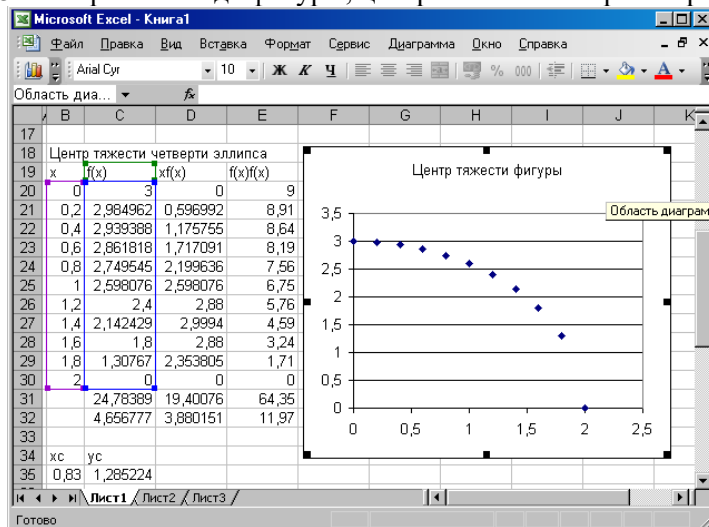 Microsoft Excel - Книга1
Файл Правка Вид Вставка Формат Сервис Диаграмма Окно Справка
Arial Cyr 10 Ж К Ч % 000 А
Область диа... fx
B C D E F G H I J K
17
18 Центр тяжести четверти эллипса
19 x f(x) xf(x) f(x)f(x)
20 0 3 0 9
21 0,2 2,984962 0,596992 8,91
22 0,4 2,939388 1,175755 8,64
23 0,6 2,861818 1,717091 8,19
24 0,8 2,749545 2,199636 7,56
25 1 2,598076 2,598076 6,75
26 1,2 2,4 2,88 5,76
27 1,4 2,142429 2,9994 4,59
28 1,6 1,8 2,88 3,24
29 1,8 1,30767 2,353805 1,71
30 2 0 0 0
31 24,78389 19,40076 64,35
32 4,656777 3,880151 11,97
33
34 xc yc
35 0,83 1,285224
Центр тяжести фигуры
Область диаграм
3,5
3
2,5
2
1,5
1
0,5
0
0 0,5 1 1,5 2 2,5
Лист1 Лист2 Лист3
Готово